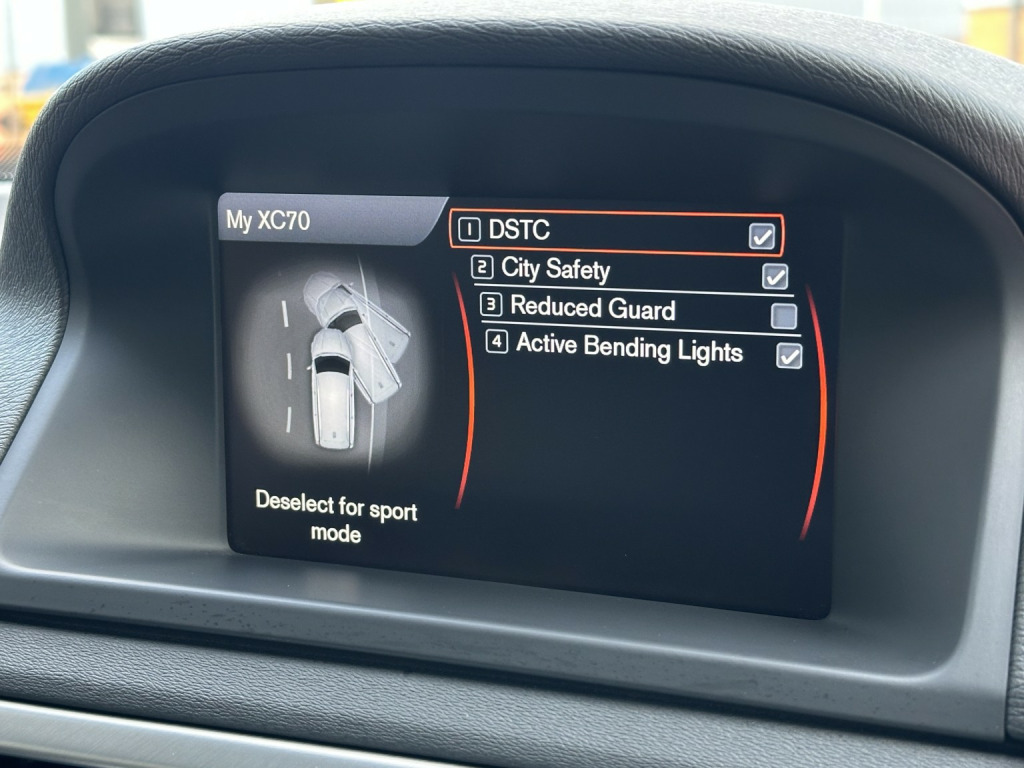 My XC70
1 DSTC
2 City Safety
3 Reduced Guard
4 Active Bending Lights
Deselect for sport
mode